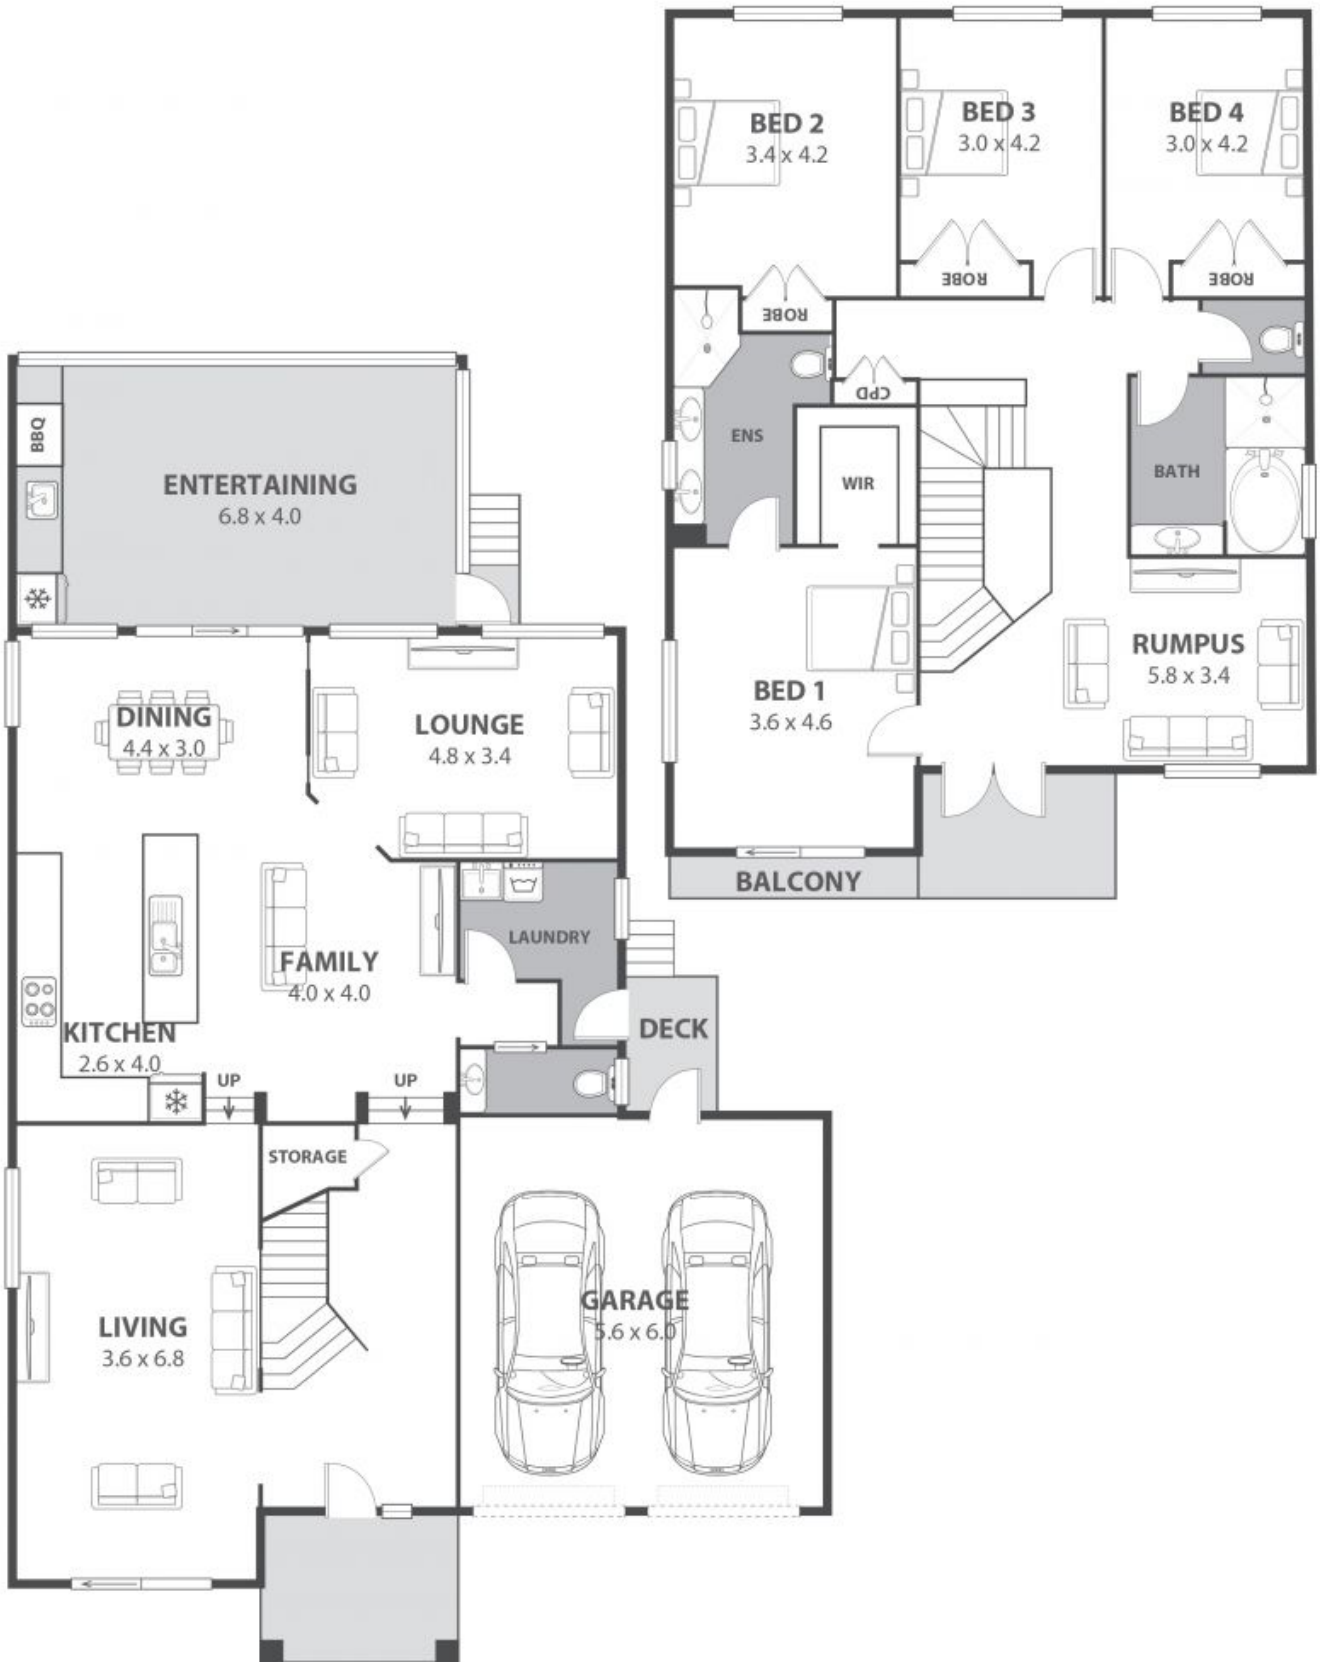 BED 2
3.4 x 4.2
BED 3
3.0 x 4.2
BED 4
3.0 x 4.2
ROBE
ROBE
ROBE
CPD
ENS
WIR
BATH
BED 1
3.6 x 4.6
RUMPUS
5.8 x 3.4
BALCONY
BBQ
ENTERTAINING
6.8 x 4.0
DINING
4.4 x 3.0
LOUNGE
4.8 x 3.4
LAUNDRY
FAMILY
4.0 x 4.0
KITCHEN
2.6 x 4.0
DECK
UP
UP
STORAGE
LIVING
3.6 x 6.8
GARAGE
5.6 x 6.0